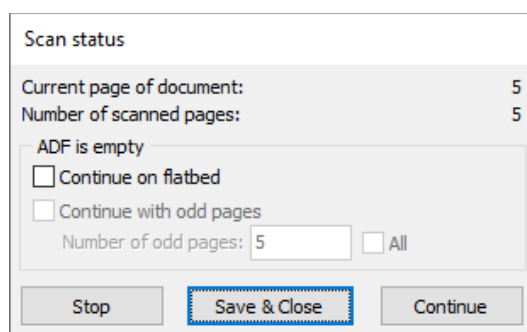 Scan status
Current page of document: 5
Number of scanned pages: 5
ADF is empty
Continue on flatbed
Continue with odd pages
Number of odd pages: 5 All
Stop Save & Close Continue